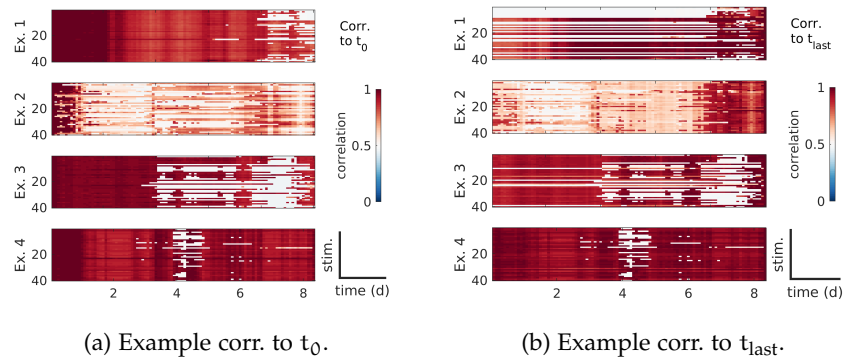 Ex. 1
20
40
Corr.
to t0
Ex. 2
20
40
Ex. 3
20
40
Ex. 4
20
40
2
4
6
8
1
0.5
0
correlation
stim.
time (d)
(a) Example corr. to t0.
Ex. 1
20
40
Corr.
to tlast
Ex. 2
20
40
Ex. 3
20
40
Ex. 4
20
40
2
4
6
8
1
0.5
0
correlation
stim.
time (d)
(b) Example corr. to tlast.